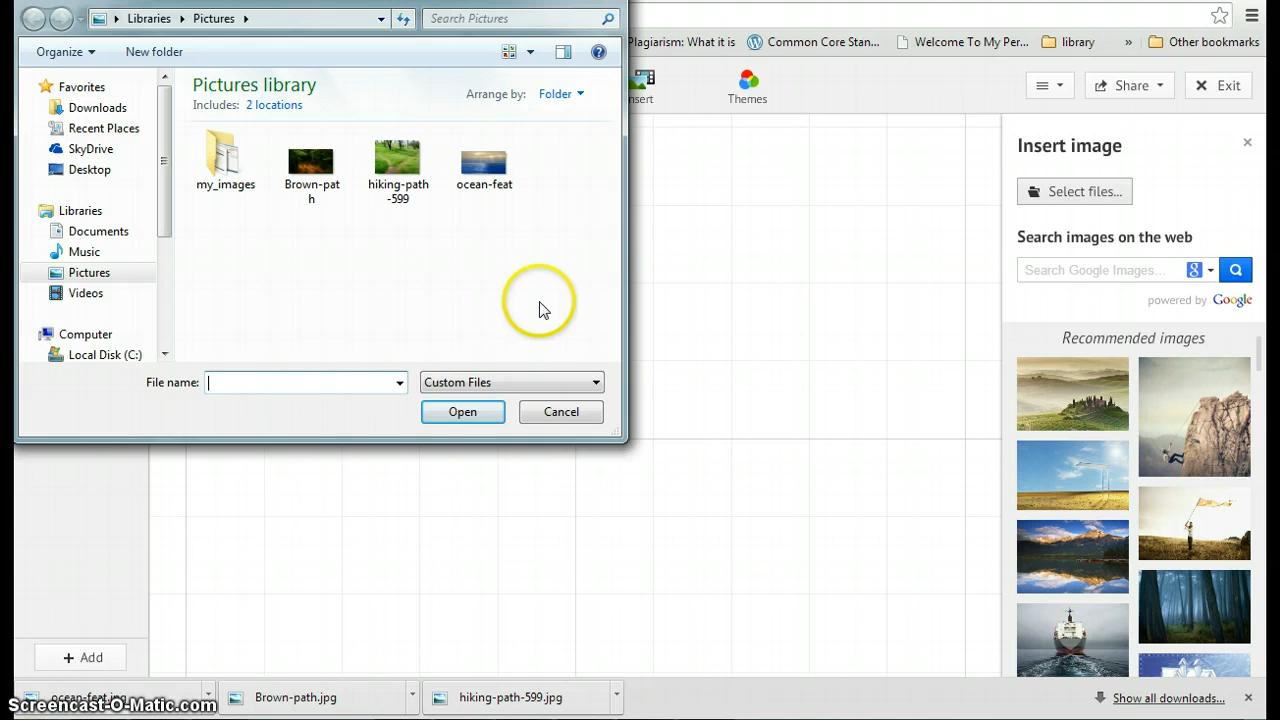 Libraries
Pictures
Search Pictures
Organize
New folder
Plagiarism: What it is
Common Core Stan...
Welcome To My Per...
library
»
Other bookmarks
Pictures library
Includes: 2 locations
Arrange by:
Folder
Favorites
Downloads
Recent Places
SkyDrive
Desktop
Libraries
Documents
Music
Pictures
Videos
Computer
Local Disk (C:)
my_images
Brown-pat
h
hiking-path
-599
ocean-feat
File name:
Custom Files
Open
Cancel
Themes
Share
Exit
Insert image
Select files...
Search images on the web
Search Google Images...
powered by Google
Recommended images
+ Add
ocean-feat.jpg
Brown-path.jpg
hiking-path-599.jpg
Show all downloads...
Screencast-O-Matic.com